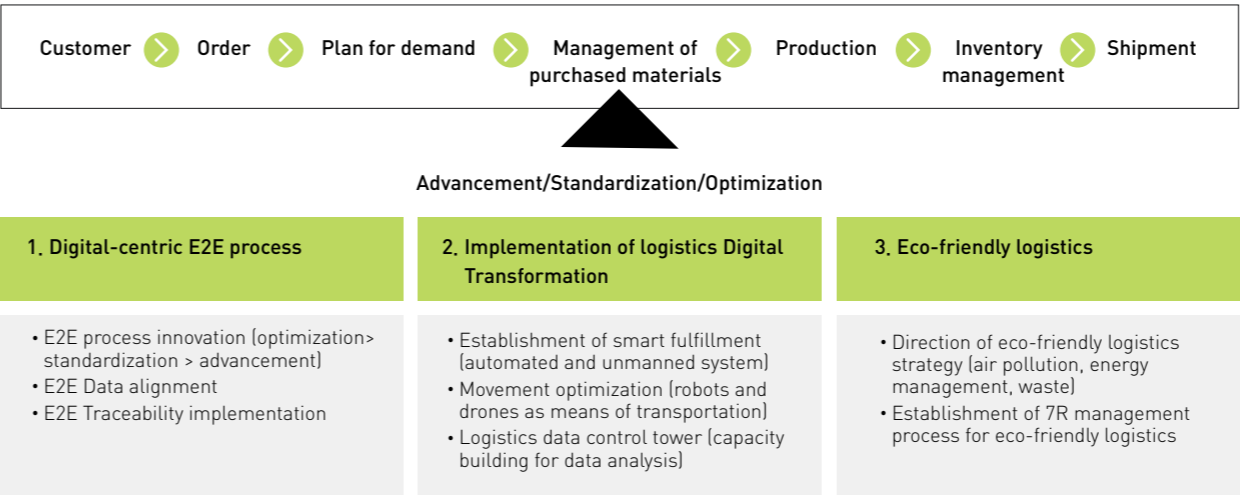 Customer
Order
Plan for demand
Management of
purchased materials
Production
Inventory
management
Shipment
Advancement/Standardization/Optimization
1. Digital-centric E2E process
• E2E process innovation (optimization>
standardization > advancement)
• E2E Data alignment
• E2E Traceability implementation
2. Implementation of logistics Digital
Transformation
• Establishment of smart fulfillment
(automated and unmanned system)
• Movement optimization (robots and
drones as means of transportation)
• Logistics data control tower (capacity
building for data analysis)
3. Eco-friendly logistics
• Direction of eco-friendly logistics
strategy (air pollution, energy
management, waste)
• Establishment of 7R management
process for eco-friendly logistics